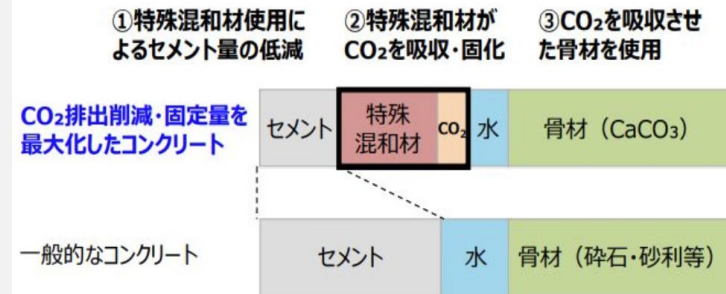 ①特殊混和材使用に
よるセメント量の低減
②特殊混和材が
CO₂を吸収・固化
③CO₂を吸収させ
た骨材を使用
CO₂排出削減・固定量を
最大化したコンクリート
セメント
特殊
混和材
CO₂
水
骨材（CaCO₃）
一般的なコンクリート
セメント
水
骨材（砕石・砂利等）